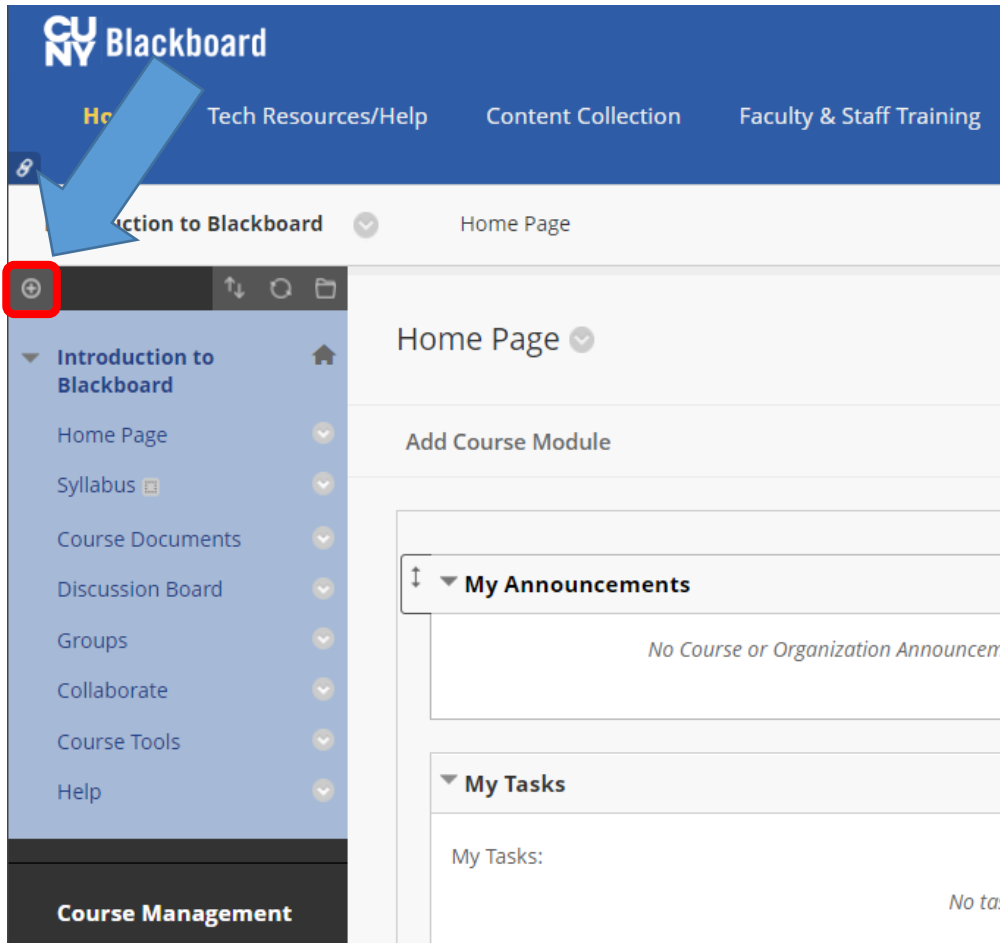 CUNY Blackboard
Tech Resources/Help Content Collection Faculty & Staff Training
to Blackboard Home Page
Home Page
Introduction to
Blackboard
Home Page
Syllabus
Course Documents
Discussion Board
Groups
Collaborate
Course Tools
Help
Course Management
Add Course Module
My Announcements
No Course or Organization
My Tasks
My Tasks:
No